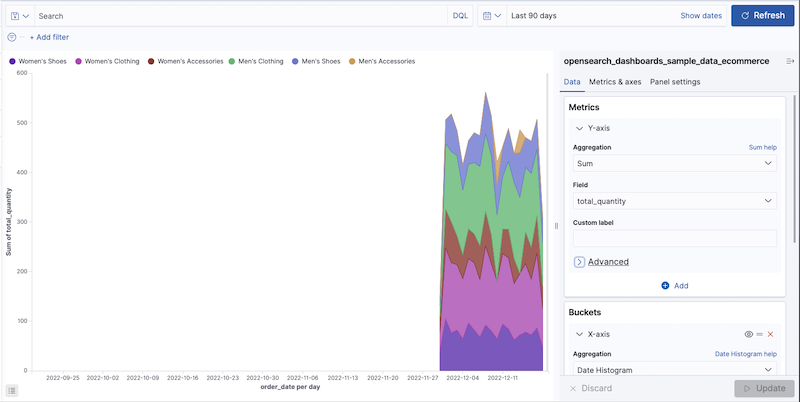 Search
DQL
Last 90 days
Show dates
Refresh
+ Add filter
Women's Shoes
Women's Clothing
Women's Accessories
Men's Clothing
Men's Shoes
Men's Accessories
Sum of total_quantity
600
500
400
300
200
100
0
2022-09-25
2022-10-02
2022-10-09
2022-10-16
2022-10-23
2022-10-30
2022-11-06
2022-11-13
2022-11-20
2022-11-27
2022-12-04
2022-12-11
order_date per day
opensearch_dashboards_sample_data_ecommerce
Data
Metrics & axes
Panel settings
Metrics
Y-axis
Aggregation
Sum help
Sum
Field
total_quantity
Custom label
Advanced
Add
Buckets
X-axis
Aggregation
Date Histogram help
Date Histogram
Discard
Update